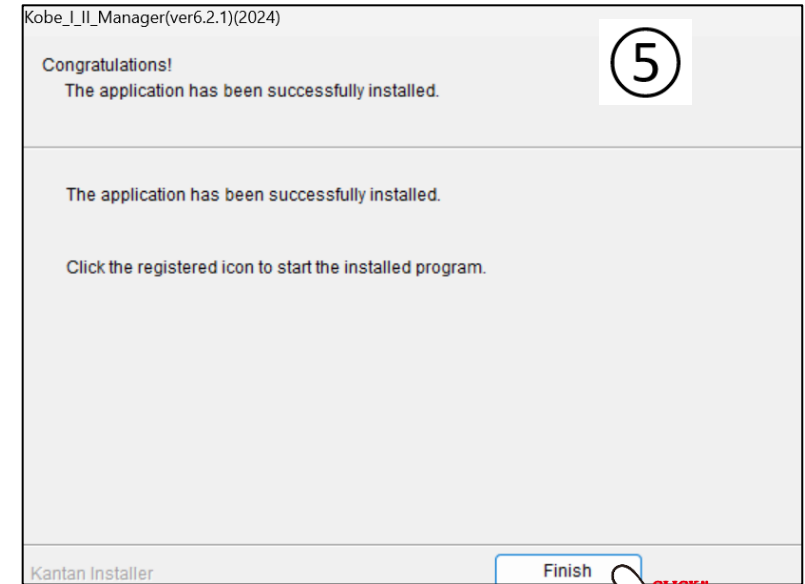 Kobe_I_II_Manager(ver6.2.1)(2024)
⑤
Congratulations!
The application has been successfully installed.
The application has been successfully installed.
Click the registered icon to start the installed program.
Kantan Installer
Finish